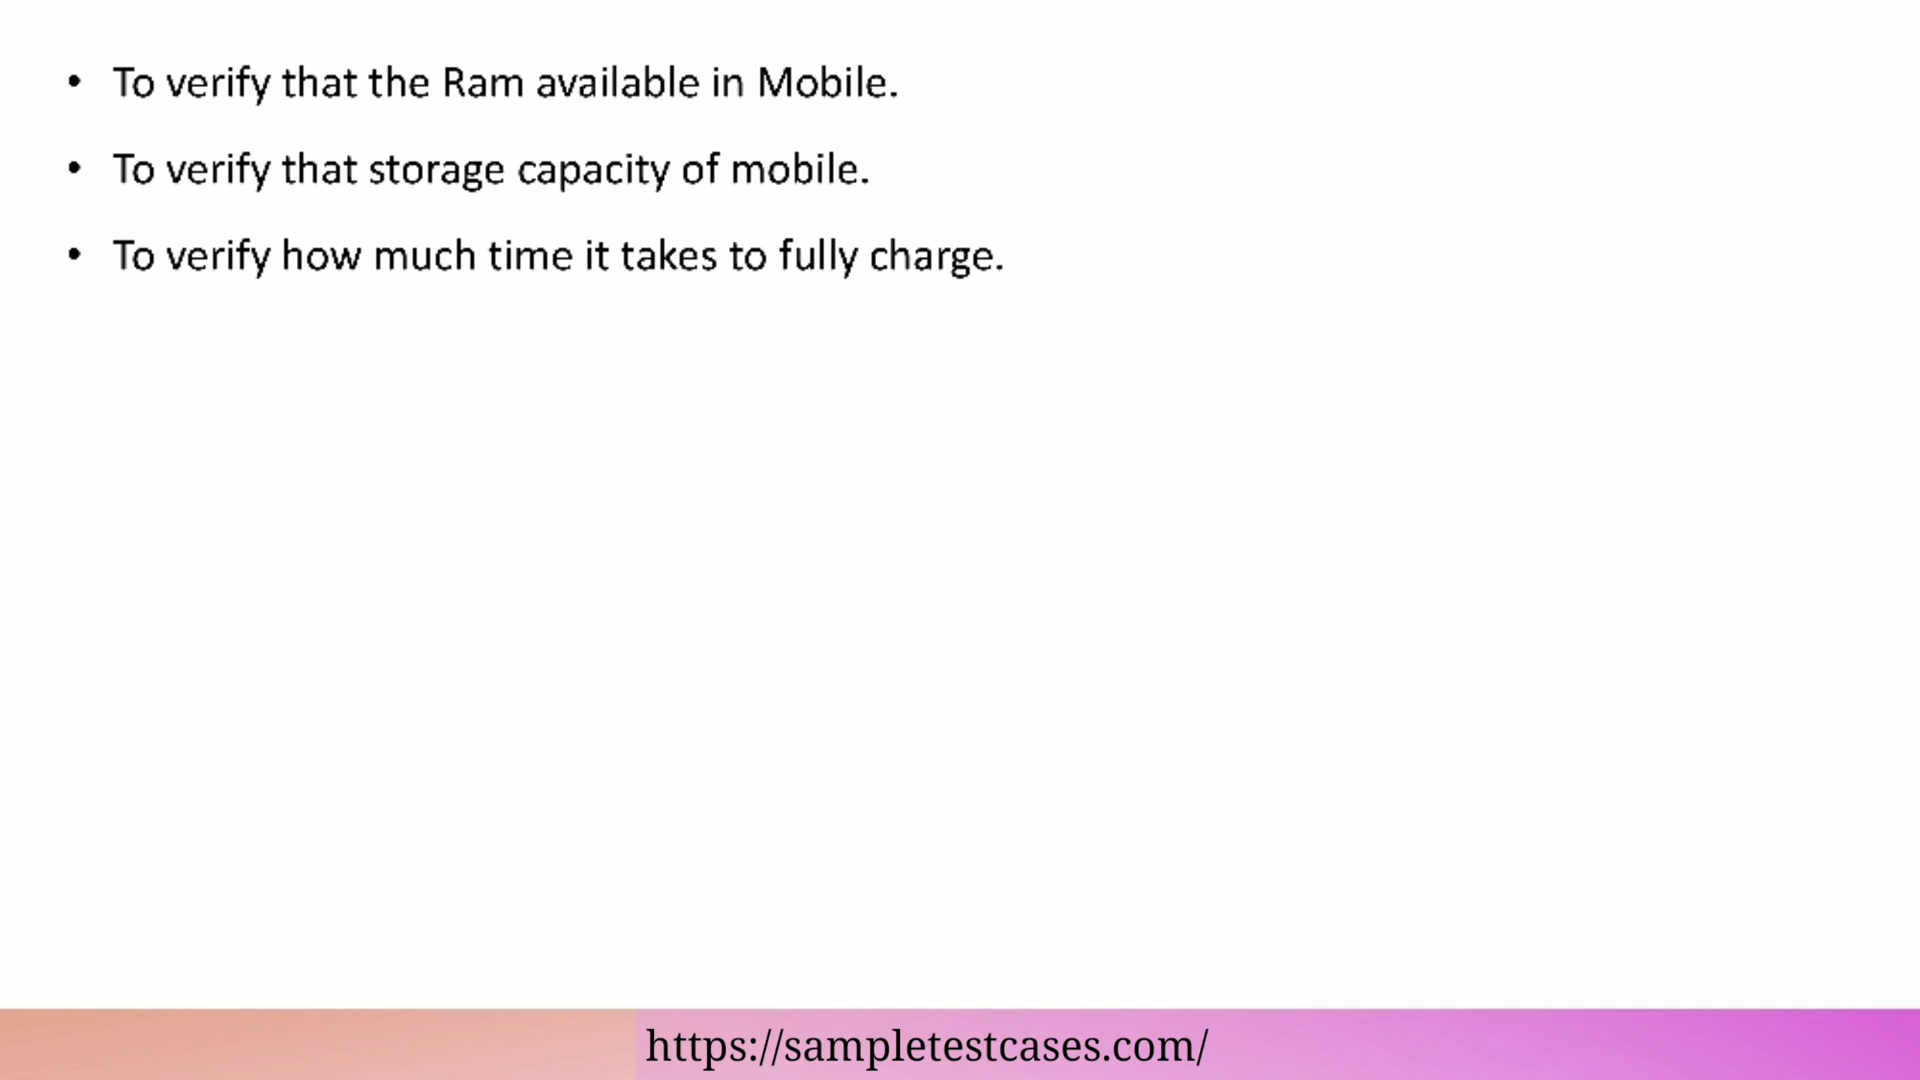 • To verify that the Ram available in Mobile.
• To verify that storage capacity of mobile.
• To verify how much time it takes to fully charge.
https://sampletestcases.com/